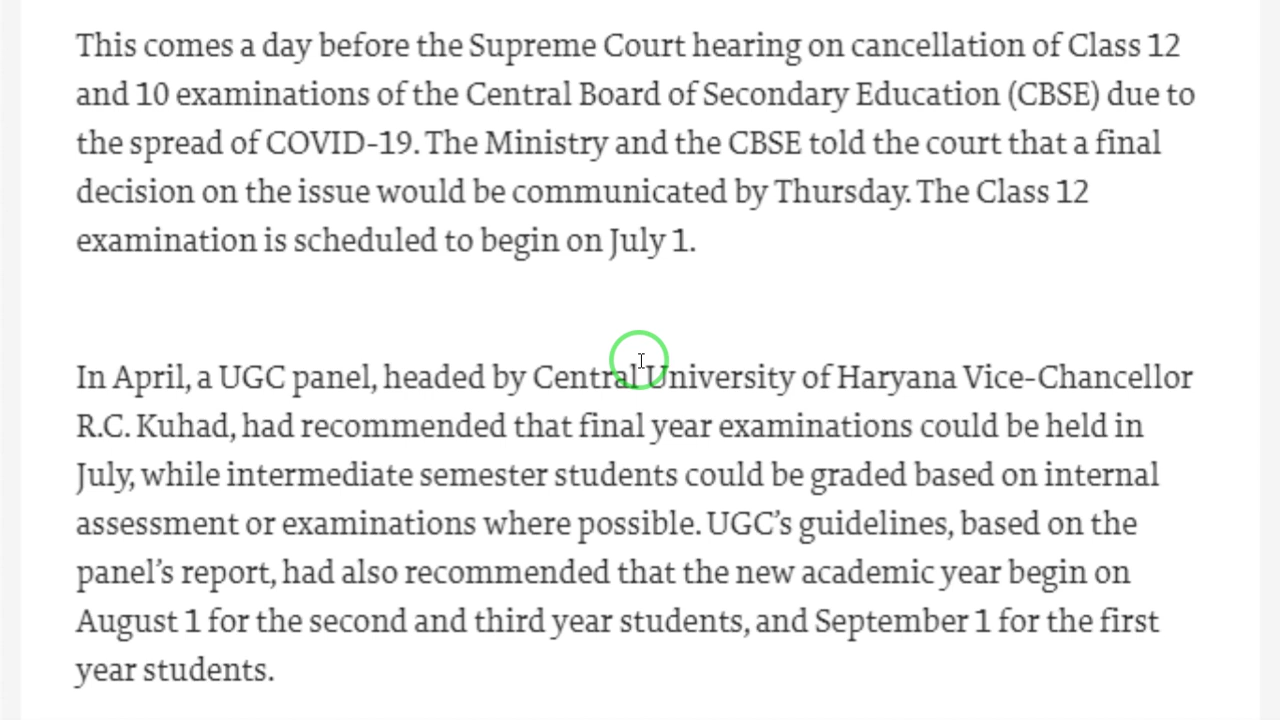 This comes a day before the Supreme Court hearing on cancellation of Class 12
and 10 examinations of the Central Board of Secondary Education (CBSE) due to
the spread of COVID-19. The Ministry and the CBSE told the court that a final
decision on the issue would be communicated by Thursday. The Class 12
examination is scheduled to begin on July 1.
In April, a UGC panel, headed by Central University of Haryana Vice-Chancellor
R.C. Kuhad, had recommended that final year examinations could be held in
July, while intermediate semester students could be graded based on internal
assessment or examinations where possible. UGC’s guidelines, based on the
panel’s report, had also recommended that the new academic year begin on
August 1 for the second and third year students, and September 1 for the first
year students.